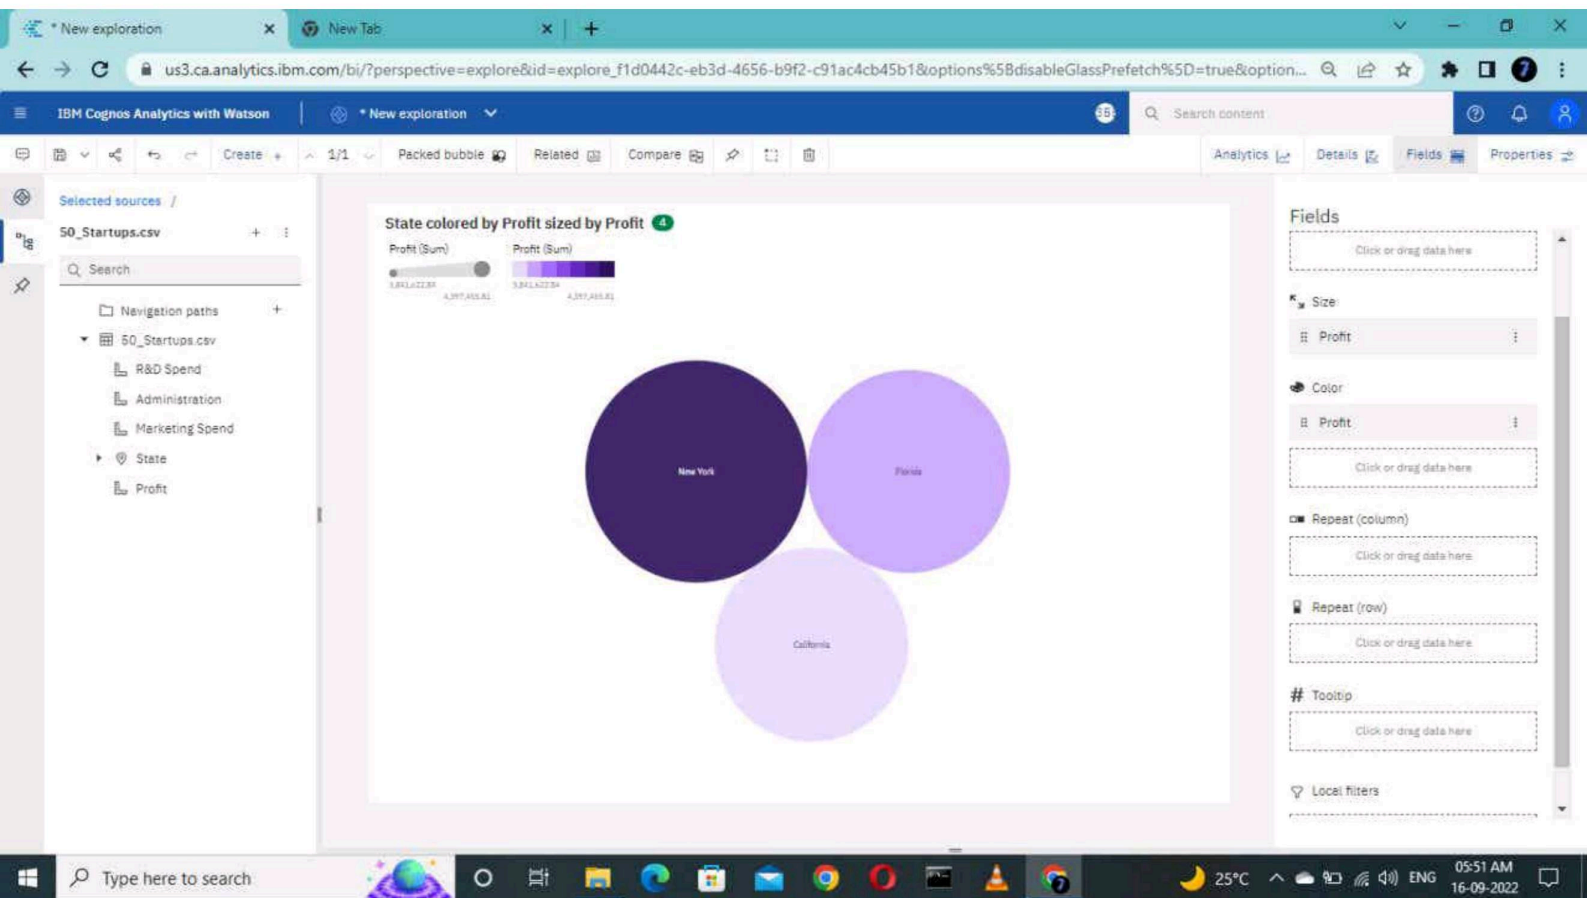 * New exploration
New Tab
us3.ca.analytics.ibm.com/bi/?perspective=explore&id=explore_f1d0442c-eb3d-4656-b9f2-c91ac4cb45b1&options%5BdisableGlassPrefetch%5D=true&option...
IBM Cognos Analytics with Watson
* New exploration
Search content
Create
1/1
Packed bubble
Related
Compare
Analytics
Details
Fields
Properties
Selected sources /
50_Startups.csv
Search
Navigation paths
50_Startups.csv
R&D Spend
Administration
Marketing Spend
State
Profit
State colored by Profit sized by Profit 4
Profit (Sum)
Profit (Sum)
New York
Florida
California
Fields
Click or drag data here
Size
Profit
Color
Profit
Click or drag data here
Repeat (column)
Click or drag data here
Repeat (row)
Click or drag data here
Tooltip
Click or drag data here
Local filters
Type here to search
25°C
ENG
05:51 AM
16-09-2022